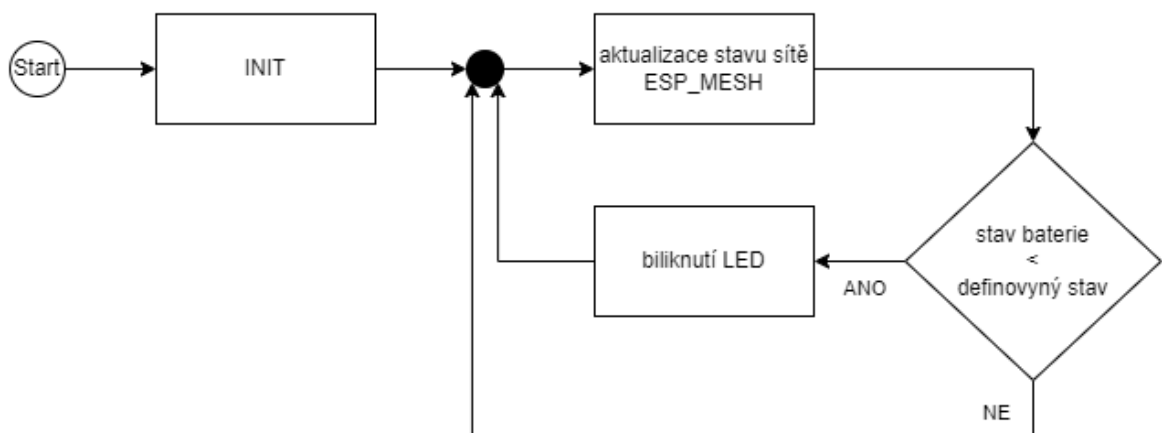 Start
INIT
aktualizace stavu sítě
ESP_MESH
stav baterie
<
definovyný stav
biliknutí LED
ANO
NE